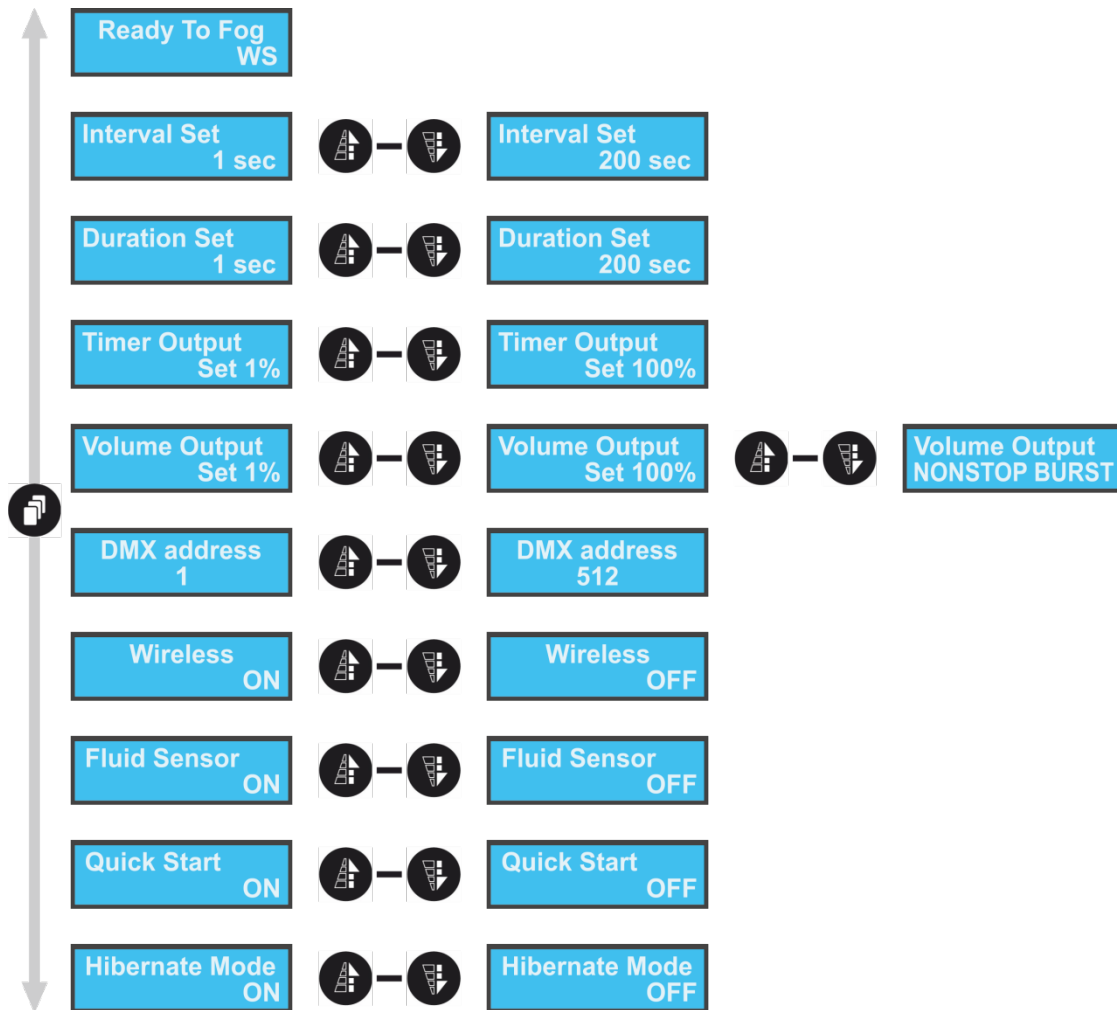 Ready To Fog
WS
Interval Set
1 sec
Interval Set
200 sec
Duration Set
1 sec
Duration Set
200 sec
Timer Output
Set 1%
Timer Output
Set 100%
Volume Output
Set 1%
Volume Output
Set 100%
Volume Output
NONSTOP BURST
DMX address
1
DMX address
512
Wireless
ON
Wireless
OFF
Fluid Sensor
ON
Fluid Sensor
OFF
Quick Start
ON
Quick Start
OFF
Hibernate Mode
ON
Hibernate Mode
OFF